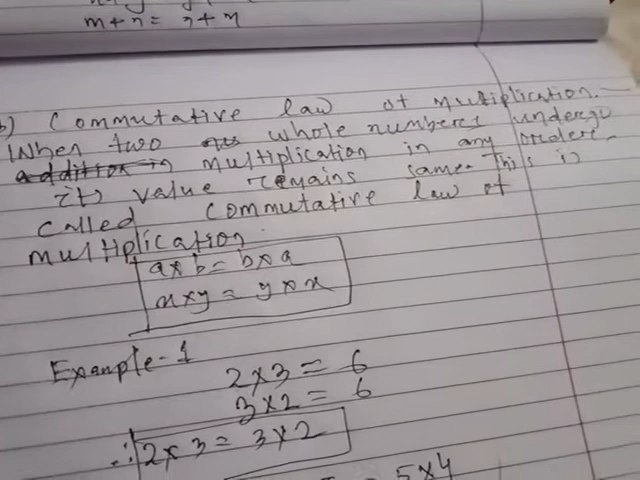 m+n = n+m
b) Commutative law of multiplication.
When two whole numbers undergo
addition in multiplication in any order
its value remains same. This is
called commutative law of
multiplication.
a×b = b×a
x×y = y×x
Example-1
2×3 = 6
3×2 = 6
∴ 2×3 = 3×2
= 5×4